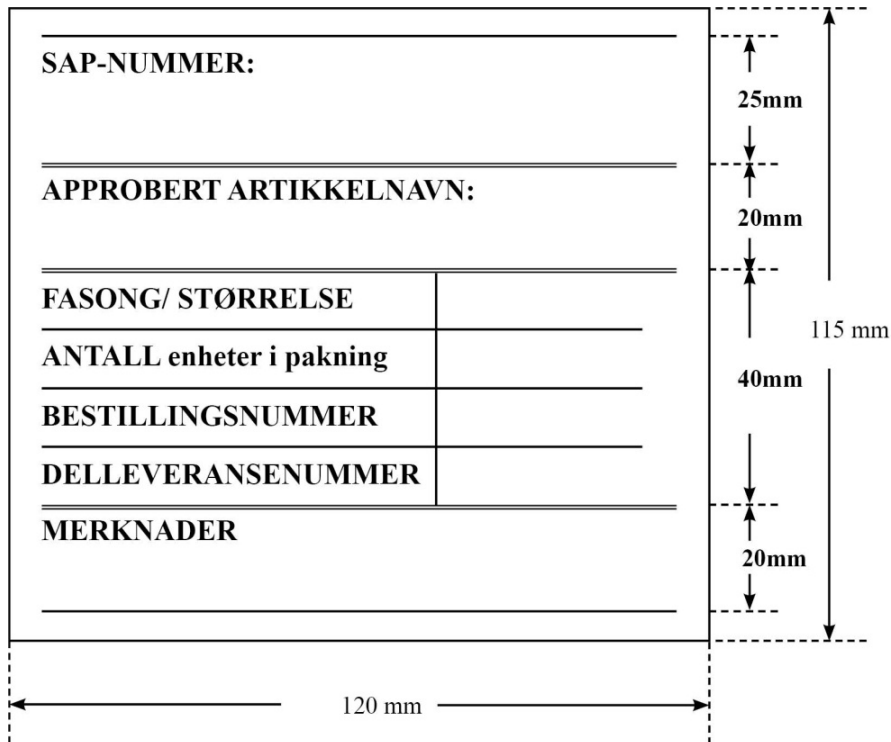 SAP-NUMMER:
25mm
APPROBERT ARTIKKELNAVN:
20mm
FASONG/ STØRRELSE
115 mm
ANTALL enheter i pakning
40mm
BESTILLINGSNUMMER
DELLEVERANSENUMMER
MERKNADER
20mm
120 mm